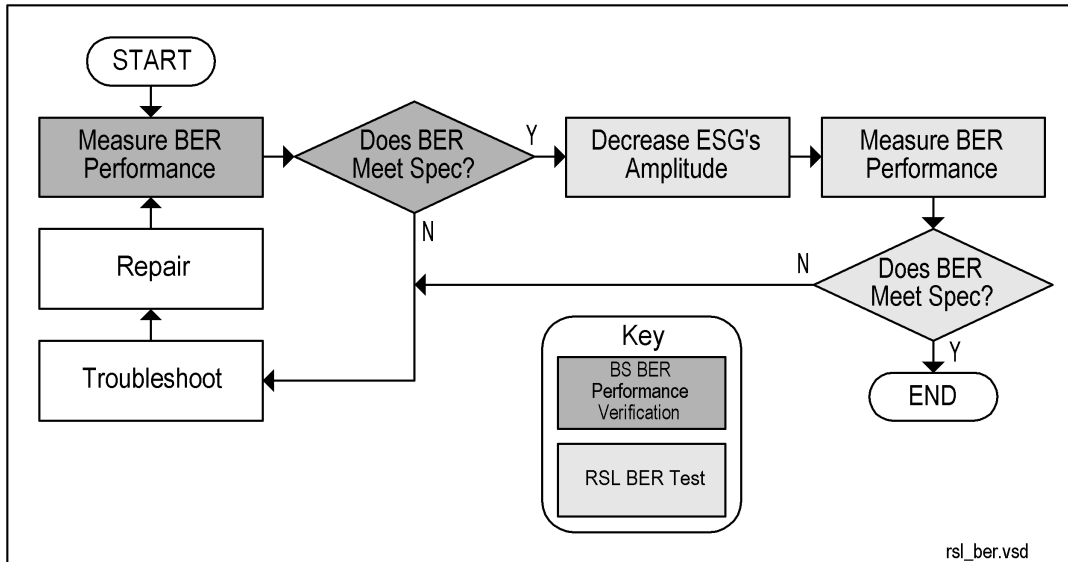 START
Measure BER
Performance
Does BER
Meet Spec?
Y
Decrease ESG's
Amplitude
Measure BER
Performance
N
Repair
N
Does BER
Meet Spec?
Troubleshoot
Y
END
Key
BS BER
Performance
Verification
RSL BER Test
rsl_ber.vsd